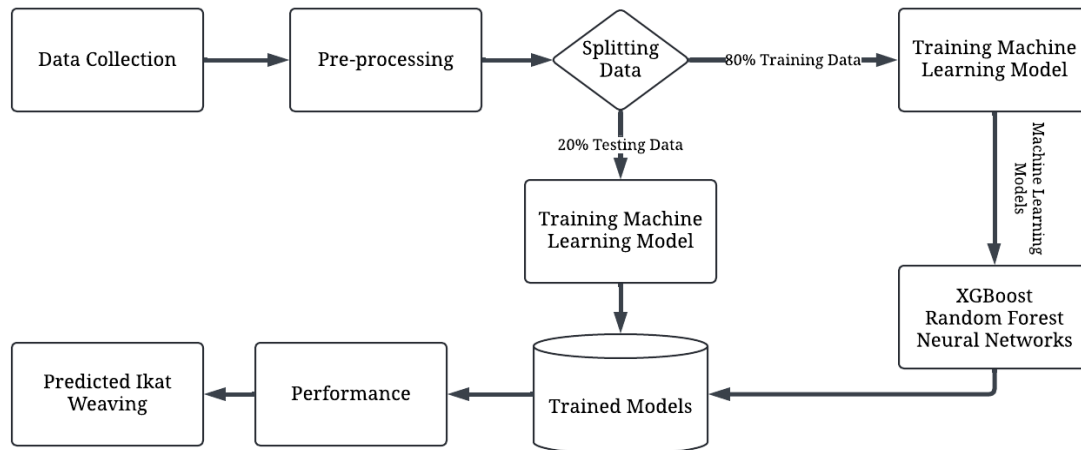 Data Collection
Pre-processing
Splitting
Data
80% Training Data
Training Machine
Learning Model
20% Testing Data
Machine Learning
Models
Training Machine
Learning Model
XGBoost
Random Forest
Neural Networks
Predicted Ikat
Weaving
Performance
Trained Models